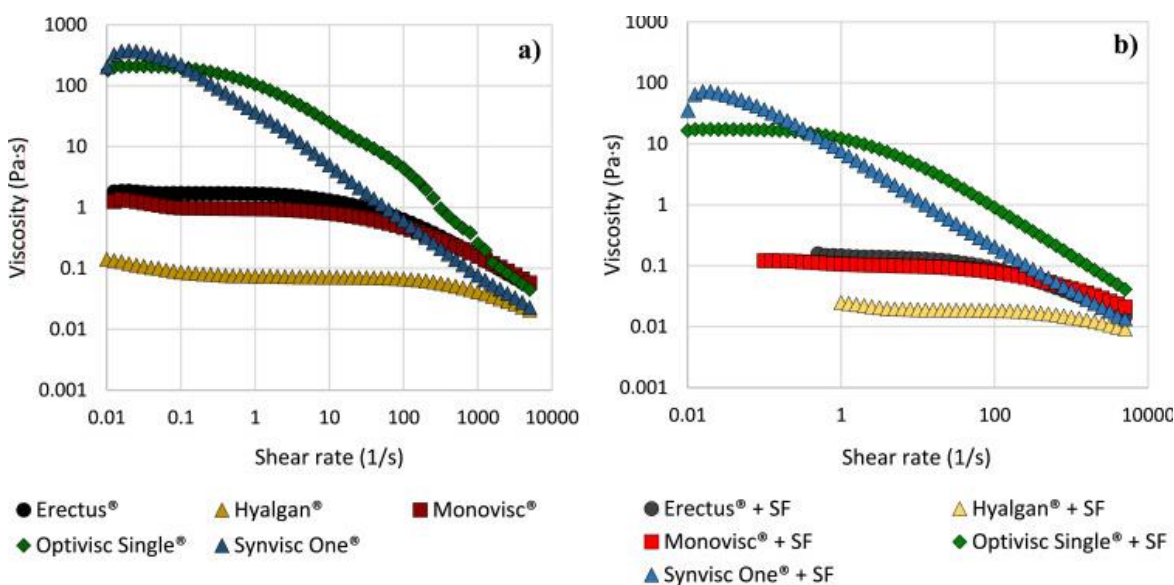 a)
1000
100
10
1
0.1
0.01
0.001
Viscosity (Pa·s)
0.01 0.1 1 10 100 1000 10000
Shear rate (1/s)
Erectus® Hyalgan® Monovisc®
Optivisc Single® Synvisc One®
b)
1000
100
10
1
0.1
0.01
0.001
Viscosity (Pa·s)
0.01 1 100 10000
Shear rate (1/s)
Erectus® + SF Hyalgan® + SF
Monovisc® + SF Optivisc Single® + SF
Synvisc One® + SF